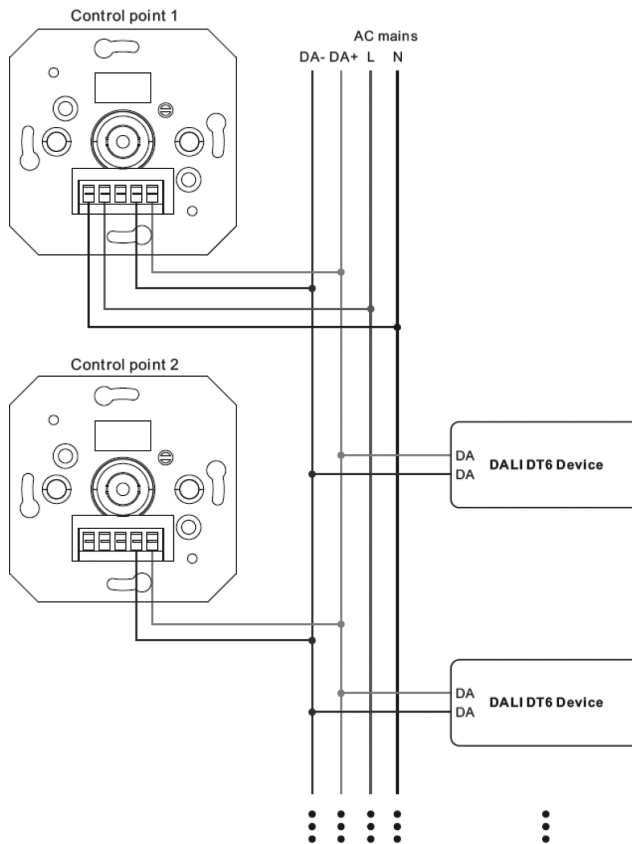 Control point 1
AC mains
DA- DA+ L N
Control point 2
DA
DA
DALI DT6 Device
DA
DA
DALI DT6 Device